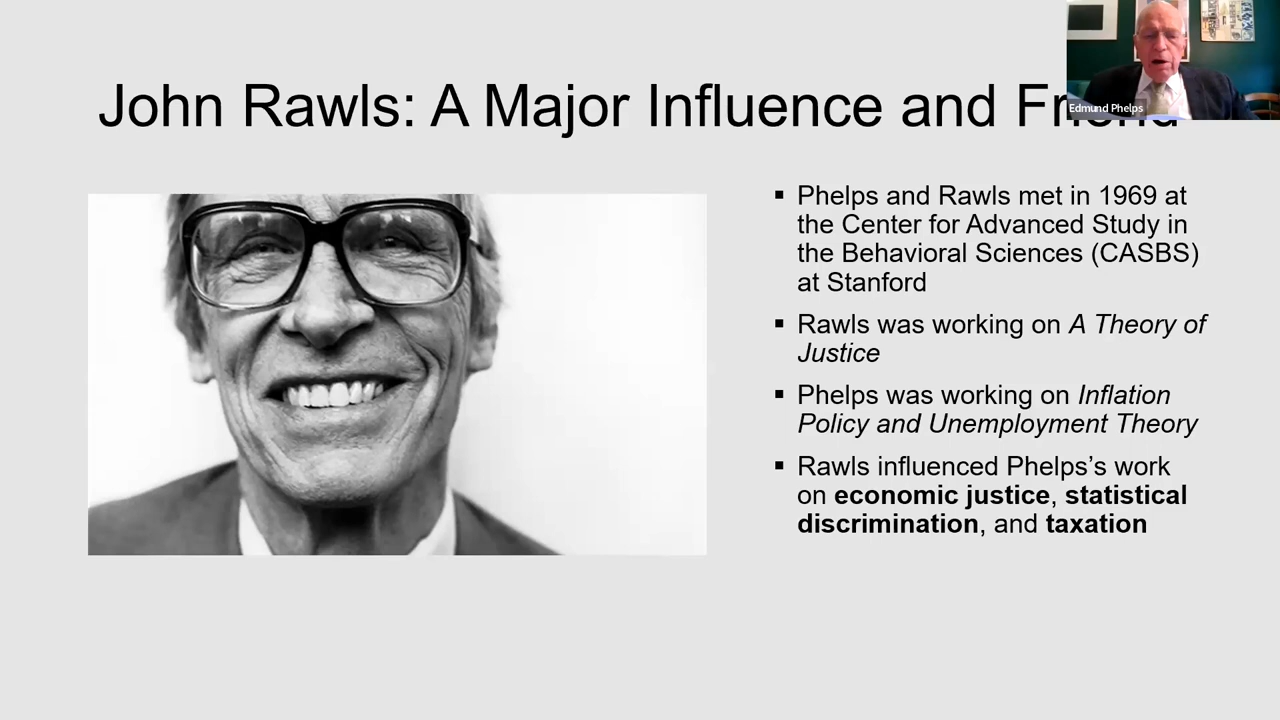 John Rawls: A Major Influence and Friend
Edmund Phelps
▪ Phelps and Rawls met in 1969 at
the Center for Advanced Study in
the Behavioral Sciences (CASBS)
at Stanford
▪ Rawls was working on A Theory of
Justice
▪ Phelps was working on Inflation
Policy and Unemployment Theory
▪ Rawls influenced Phelps’s work
on economic justice, statistical
discrimination, and taxation